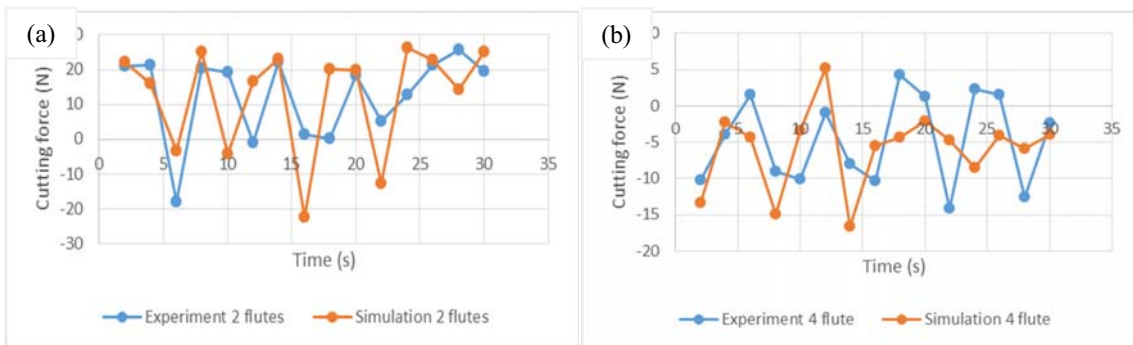 (a)
0
20
10
0
-10
-20
-30
Cutting force (N)
0 5 10 15 20 25 30 35
Time (s)
Experiment 2 flutes Simulation 2 flutes
(b)
0
5
0
-5
-10
-15
-20
Cutting force (N)
0 5 10 15 20 25 30 35
Time (s)
Experiment 4 flute Simulation 4 flute